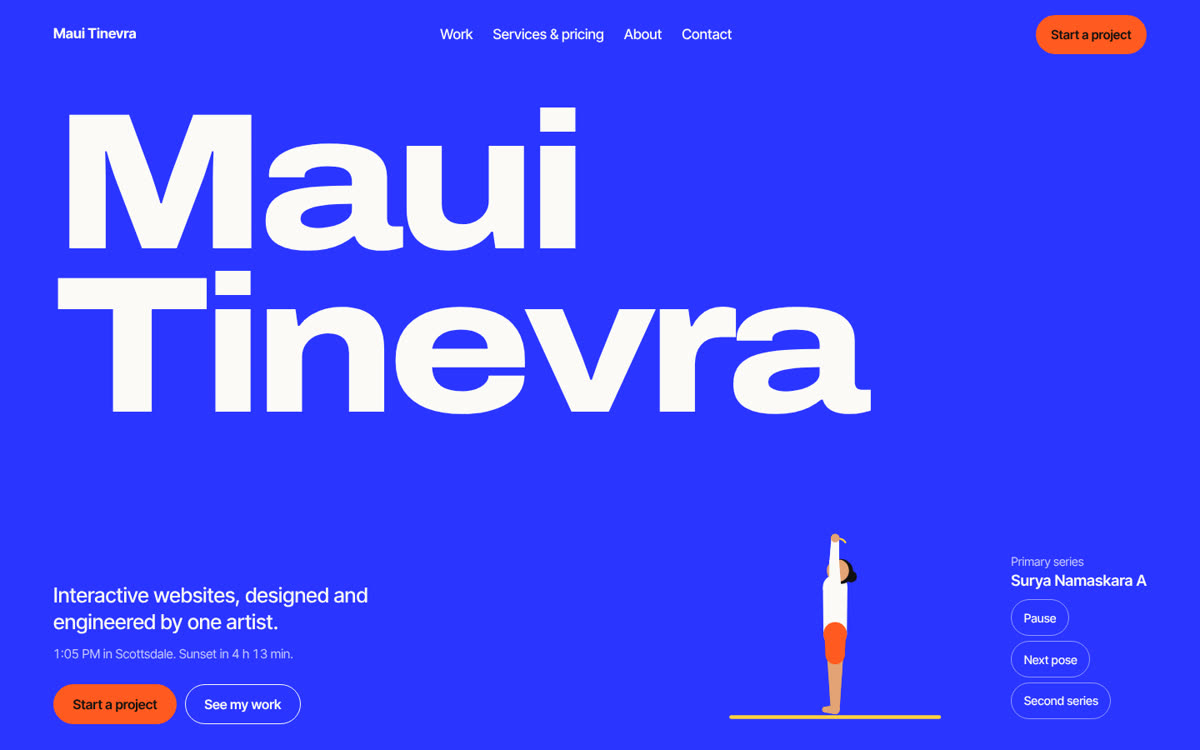 Maui Tinevra
Work
Services & pricing
About
Contact
Start a project
Maui
Tinevra
Interactive websites, designed and
engineered by one artist.
1:05 PM in Scottsdale. Sunset in 4 h 13 min.
Start a project
See my work
Primary series
Surya Namaskara A
Pause
Next pose
Second series